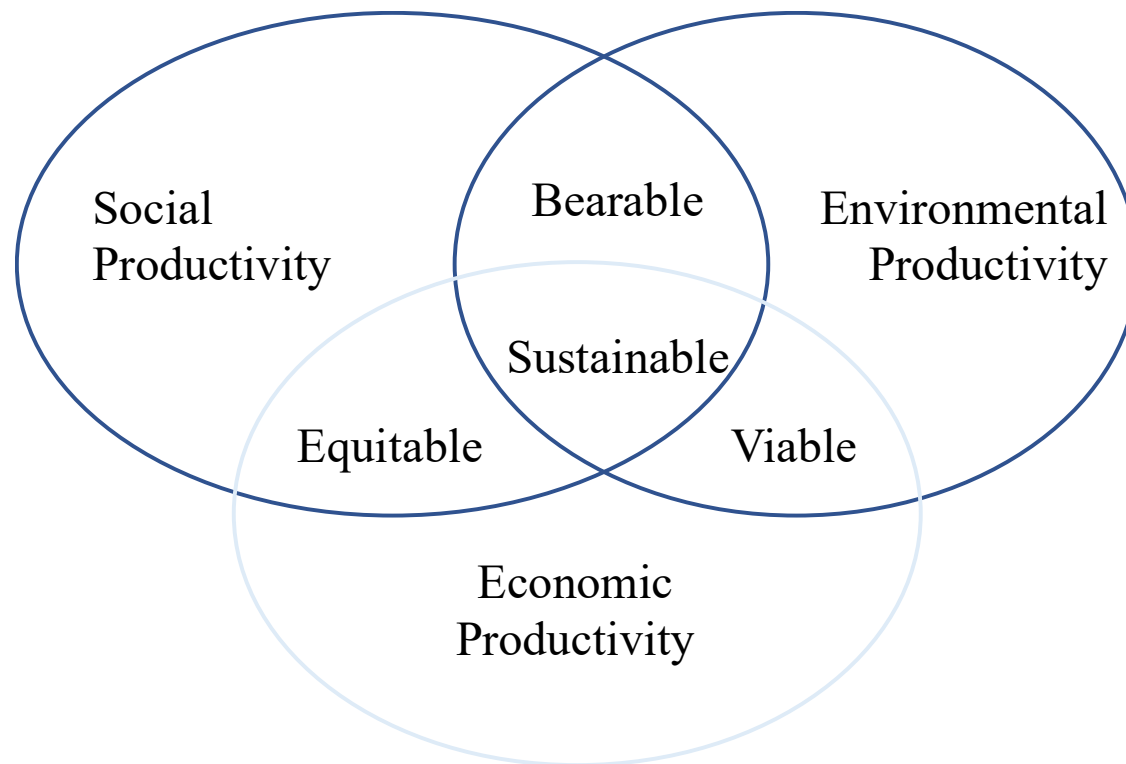 Social
Productivity
Bearable
Environmental
Productivity
Sustainable
Equitable
Viable
Economic
Productivity